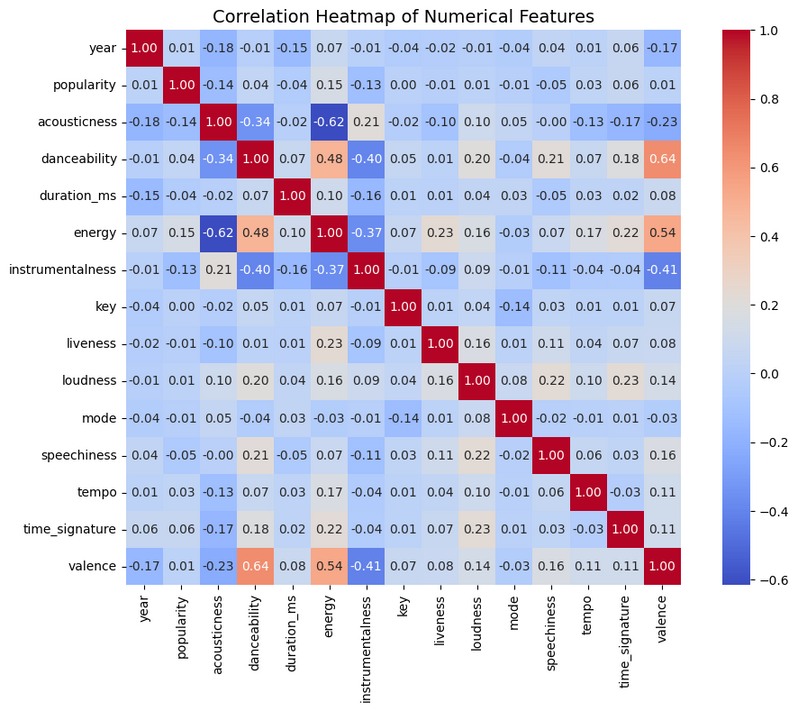 Correlation Heatmap of Numerical Features
year 1.00 0.01 -0.18 -0.01 -0.15 0.07 -0.01 -0.04 -0.02 -0.01 -0.04 0.04 0.01 0.06 -0.17
popularity 0.01 1.00 -0.14 0.04 -0.04 0.15 -0.13 0.00 -0.01 0.01 -0.01 -0.05 0.03 0.06 0.01
acousticness -0.18 -0.14 1.00 -0.34 -0.02 -0.62 0.21 -0.02 -0.10 0.10 0.05 -0.00 -0.13 -0.17 -0.23
danceability -0.01 0.04 -0.34 1.00 0.07 0.48 -0.40 0.05 0.01 0.20 -0.04 0.21 0.07 0.18 0.64
duration_ms -0.15 -0.04 -0.02 0.07 1.00 0.10 -0.16 0.01 0.01 0.04 0.03 -0.05 0.03 0.02 0.08
energy 0.07 0.15 -0.62 0.48 0.10 1.00 -0.37 0.07 0.23 0.16 -0.03 0.07 0.17 0.22 0.54
instrumentalness -0.01 -0.13 0.21 -0.40 -0.16 -0.37 1.00 -0.01 -0.09 0.09 -0.01 -0.11 -0.04 -0.04 -0.41
key -0.04 0.00 -0.02 0.05 0.01 0.07 -0.01 1.00 0.01 0.04 -0.14 0.03 0.01 0.01 0.07
liveness -0.02 -0.01 -0.10 0.01 0.01 0.23 -0.09 0.01 1.00 0.16 0.01 0.11 0.04 0.07 0.08
loudness -0.01 0.01 0.10 0.20 0.04 0.16 0.09 0.04 0.16 1.00 0.08 0.22 0.10 0.23 0.14
mode -0.04 -0.01 0.05 -0.04 0.03 -0.03 -0.01 -0.14 0.01 0.08 1.00 -0.02 -0.01 0.01 -0.03
speechiness 0.04 -0.05 -0.00 0.21 -0.05 0.07 -0.11 0.03 0.11 0.22 -0.02 1.00 0.06 0.03 0.16
tempo 0.01 0.03 -0.13 0.07 0.03 0.17 -0.04 0.01 0.04 0.10 -0.01 0.06 1.00 -0.03 0.11
time_signature 0.06 0.06 -0.17 0.18 0.02 0.22 -0.04 0.01 0.07 0.23 0.01 0.03 -0.03 1.00 0.11
valence -0.17 0.01 -0.23 0.64 0.08 0.54 -0.41 0.07 0.08 0.14 -0.03 0.16 0.11 0.11 1.00
year
popularity
acousticness
danceability
duration_ms
energy
instrumentalness
key
liveness
loudness
mode
speechiness
tempo
time_signature
valence
1.0
0.8
0.6
0.4
0.2
0.0
−0.2
−0.4
−0.6